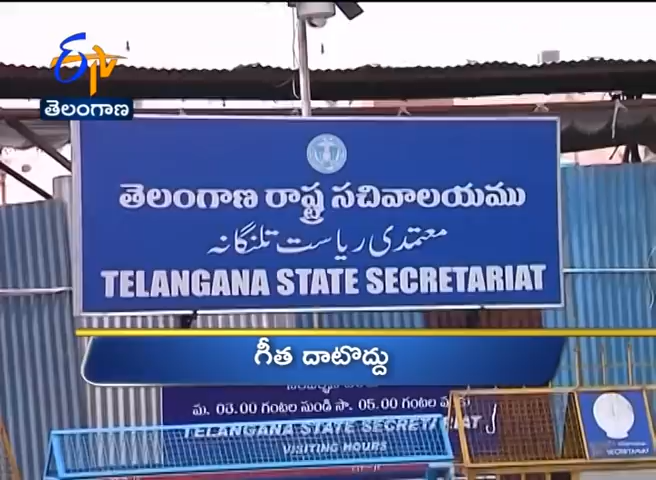 ETV
తెలంగాణ
తెలంగాణ రాష్ట్ర సచివాలయము
معتمدی ریاست تلنگانہ
TELANGANA STATE SECRETARIAT
గీత దాటొద్దు
మ. 03.00 గంటల నుండి సా. 05.00 గంటల
TELANGANA STATE SECRETARIAT
VISITING HOURS
SECRETARIAT